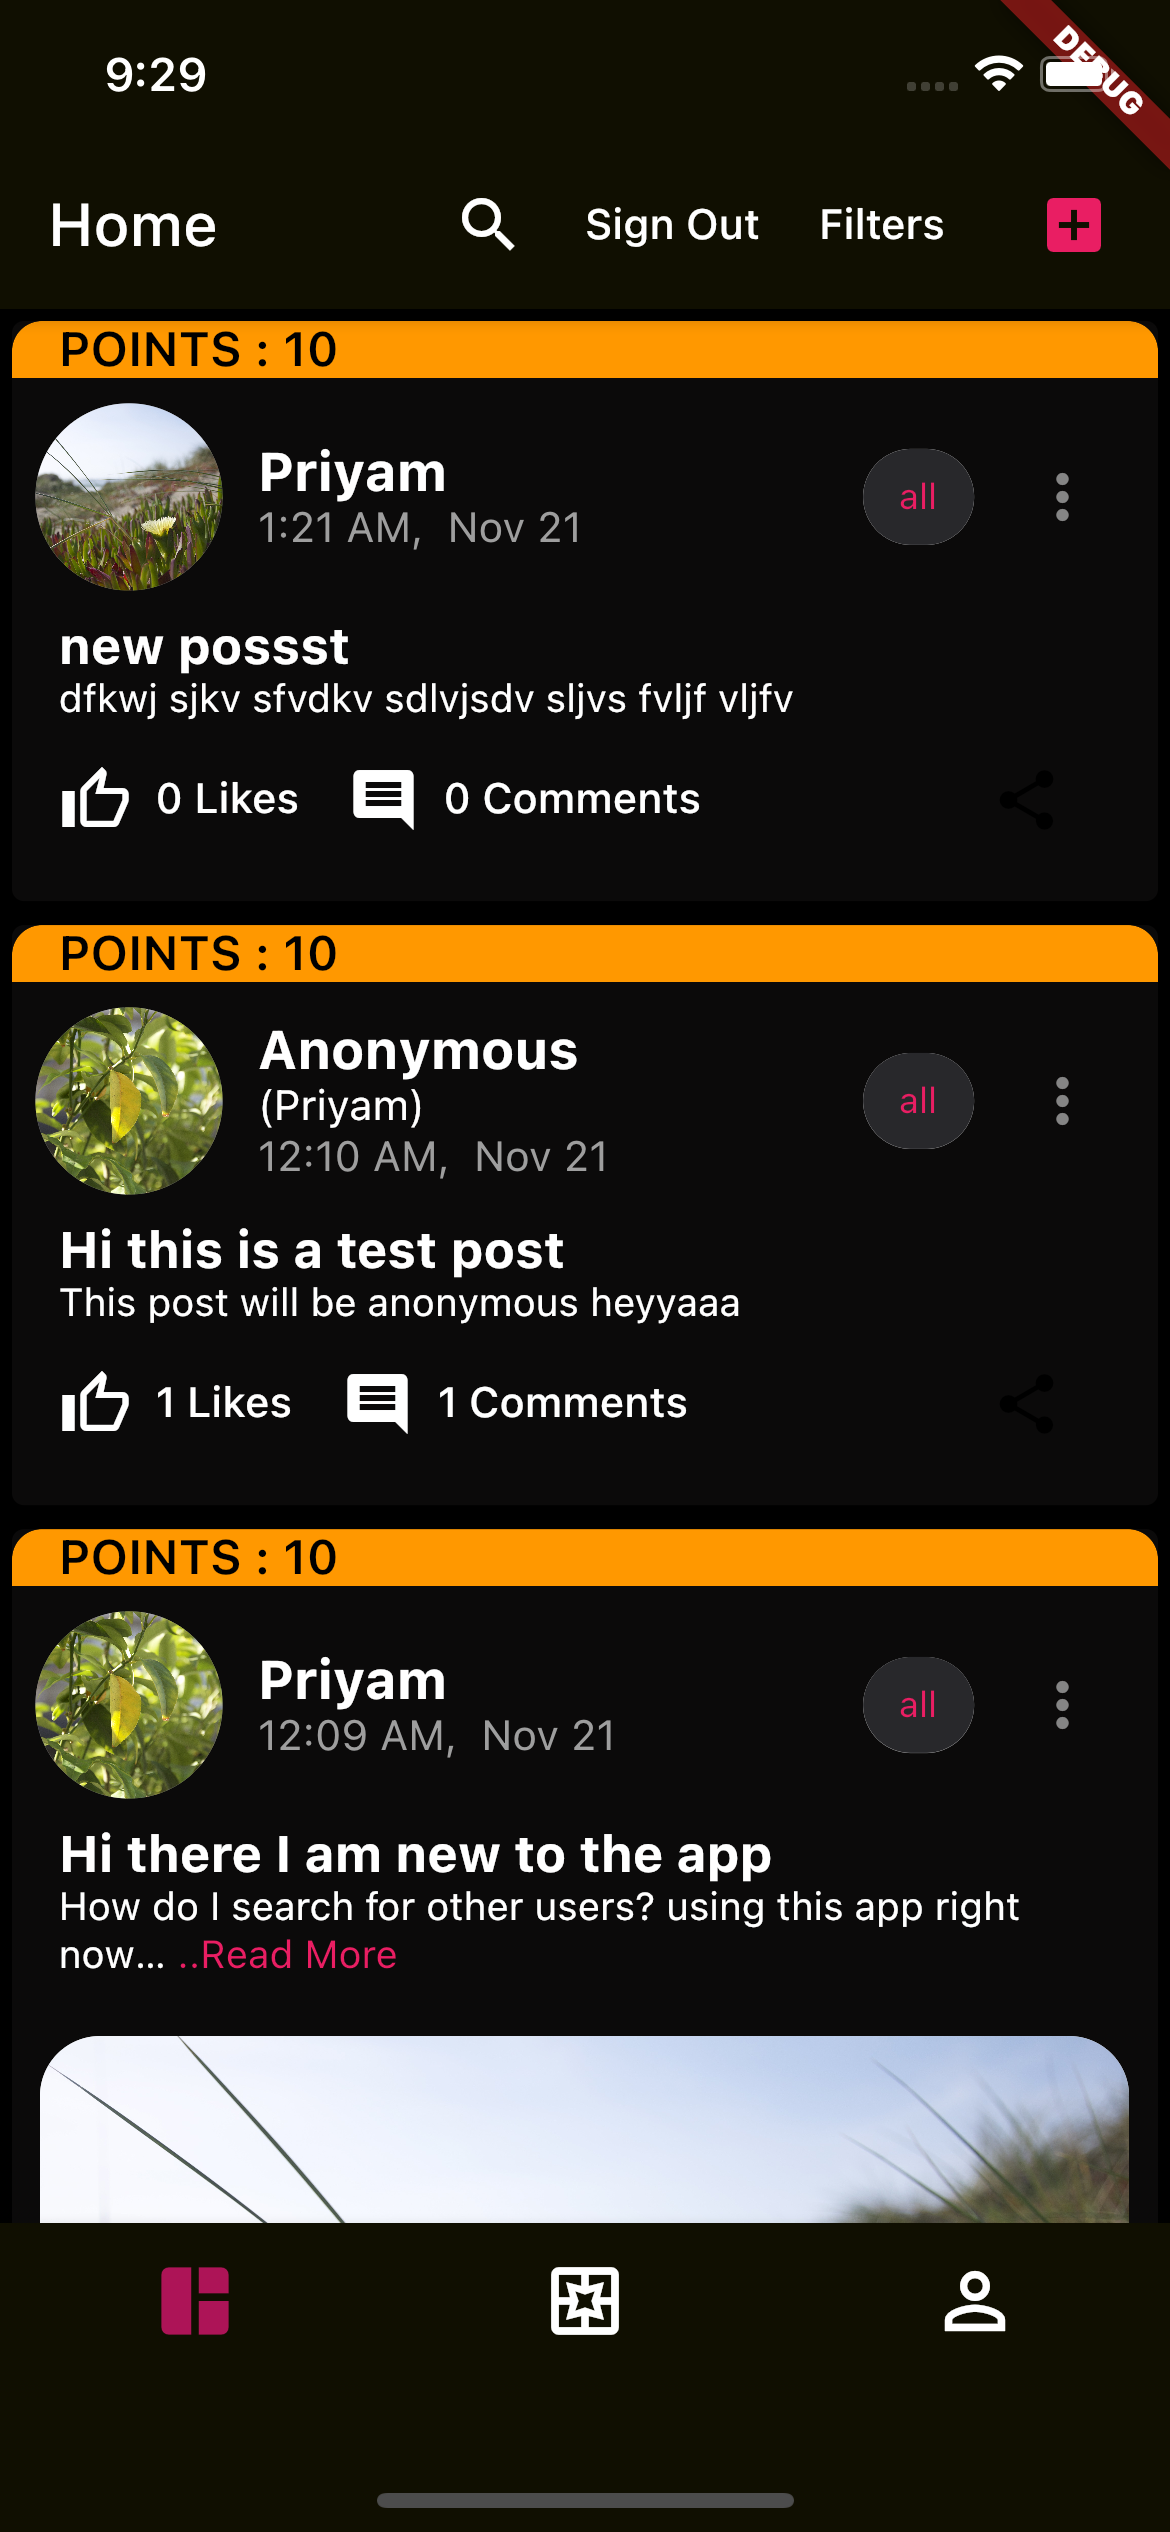 9:29
DEBUG
Home
Sign Out
Filters
POINTS : 10
Priyam
1:21 AM,  Nov 21
all
new possst
dfkwj sjkv sfvdkv sdlvjsdv sljvs fvljf vljfv
0 Likes
0 Comments
POINTS : 10
Anonymous
(Priyam)
12:10 AM,  Nov 21
all
Hi this is a test post
This post will be anonymous heyyaaa
1 Likes
1 Comments
POINTS : 10
Priyam
12:09 AM,  Nov 21
all
Hi there I am new to the app
How do I search for other users? using this app right
now... ..Read More